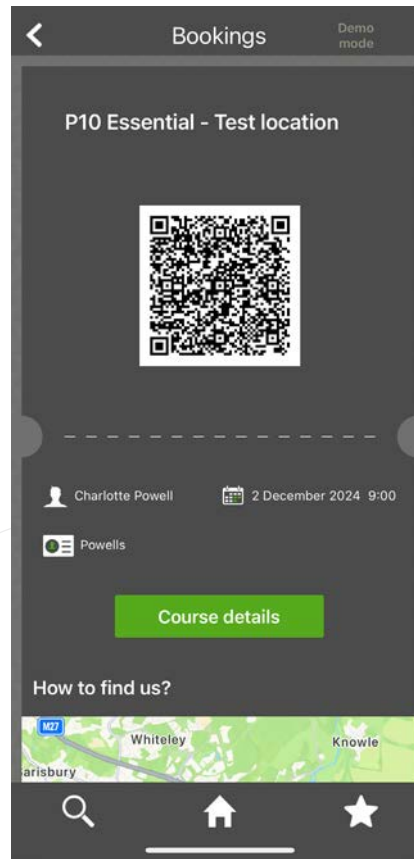 Bookings
Demo
mode
P10 Essential - Test location
Charlotte Powell
2 December 2024 9:00
Powells
Course details
How to find us?
M27
Whiteley
Knowle
arisbury